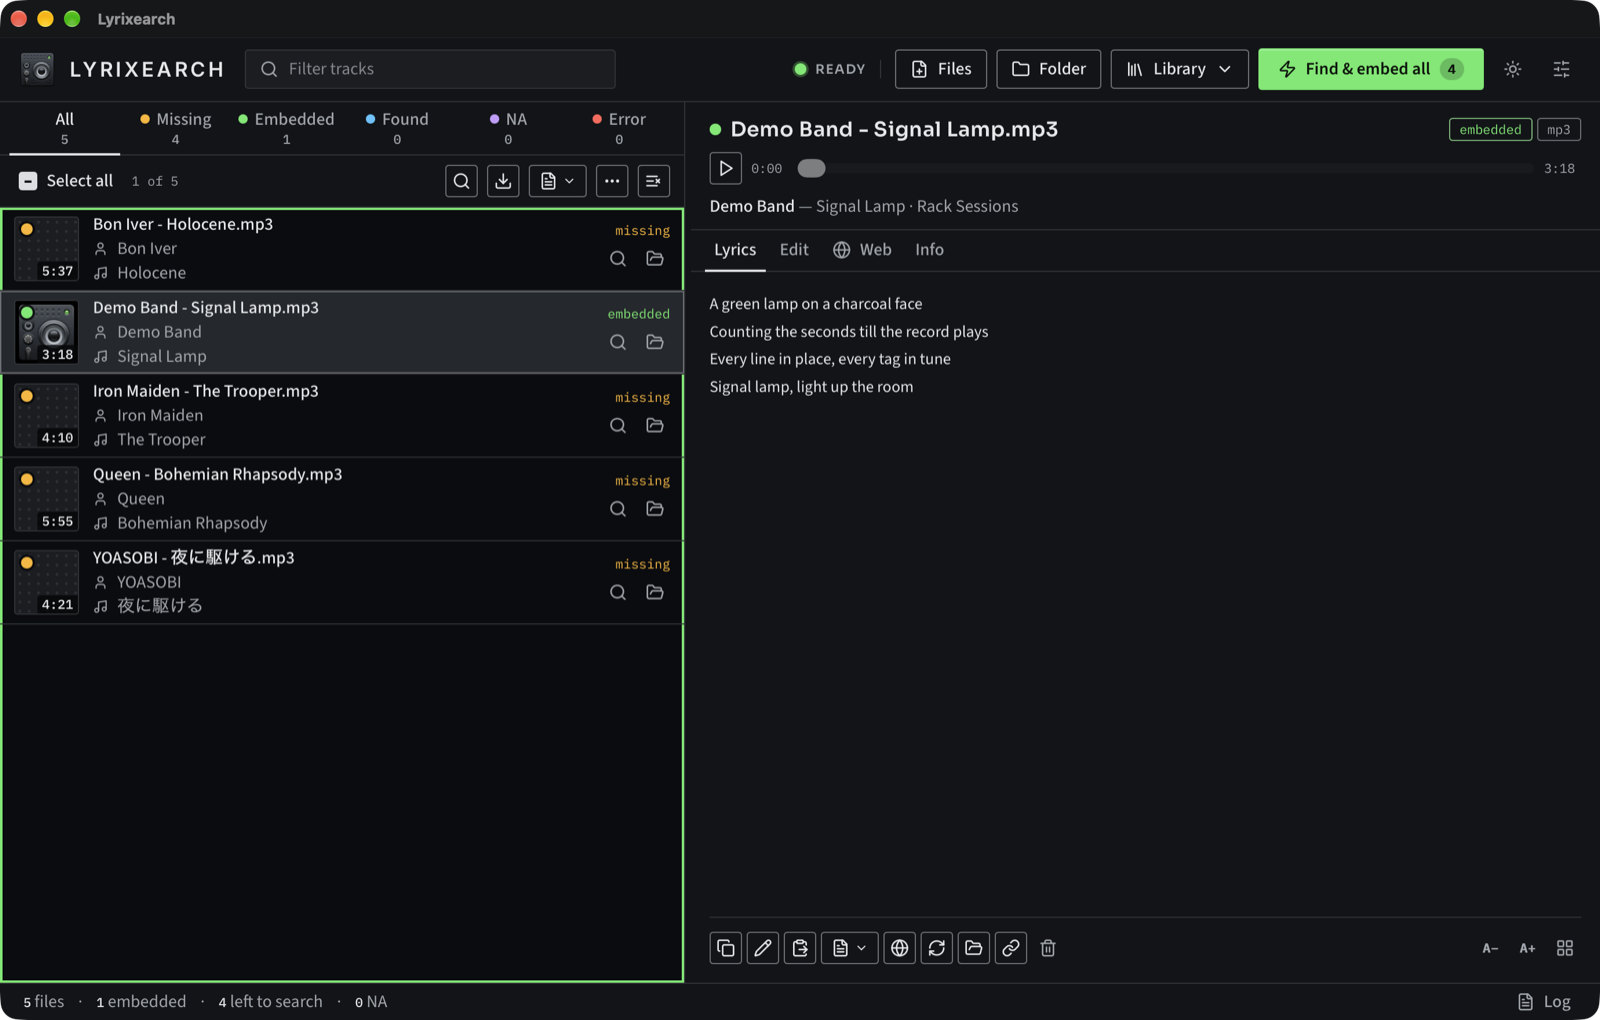 Lyrixearch
LYRIXEARCH
Filter tracks
READY
Files
Folder
Library
Find & embed all 4
All
5
Missing
4
Embedded
1
Found
0
NA
0
Error
0
Select all 1 of 5
Bon Iver - Holocene.mp3
missing
Bon Iver
5:37
Holocene
Demo Band - Signal Lamp.mp3
embedded
Demo Band
3:18
Signal Lamp
Iron Maiden - The Trooper.mp3
missing
Iron Maiden
4:10
The Trooper
Queen - Bohemian Rhapsody.mp3
missing
Queen
5:55
Bohemian Rhapsody
YOASOBI - 夜に駆ける.mp3
missing
YOASOBI
4:21
夜に駆ける
Demo Band - Signal Lamp.mp3
embedded mp3
0:00 3:18
Demo Band — Signal Lamp · Rack Sessions
Lyrics Edit Web Info
A green lamp on a charcoal face
Counting the seconds till the record plays
Every line in place, every tag in tune
Signal lamp, light up the room
A− A+
5 files · 1 embedded · 4 left to search · 0 NA
Log